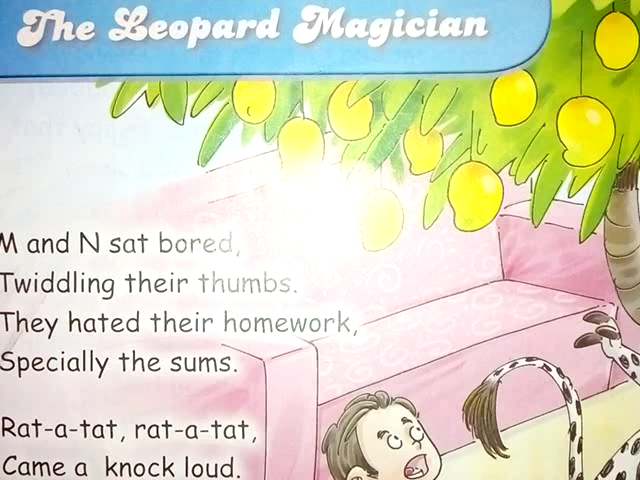 The Leopard Magician
M and N sat bored,
Twiddling their thumbs.
They hated their homework,
Specially the sums.
Rat-a-tat, rat-a-tat,
Came a knock loud.